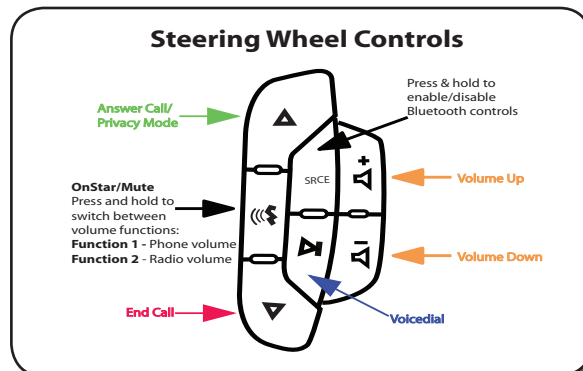 Steering Wheel Controls
Press & hold to
enable/disable
Bluetooth controls
Answer Call/
Privacy Mode
SRCE
+
Volume Up
OnStar/Mute
Press and hold to
switch between
volume functions:
Function 1 - Phone volume
Function 2 - Radio volume
–
Volume Down
End Call
Voicedial